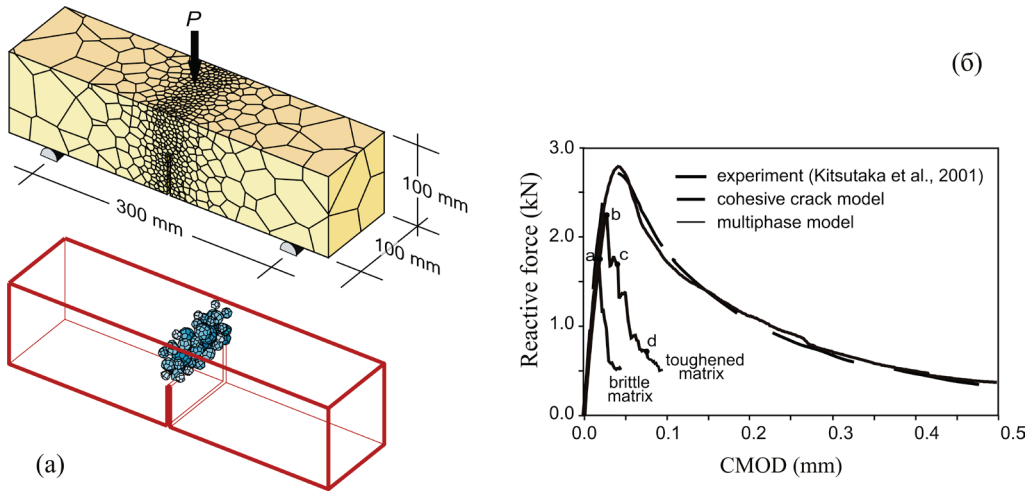 P
100 mm
100 mm
300 mm
(а)
(б)
Reactive force (kN)
3.0
2.0
1.0
0.0
experiment (Kitsutaka et al., 2001)
cohesive crack model
multiphase model
a
b
c
d
toughened
matrix
brittle
matrix
0.0
0.1
0.2
0.3
0.4
0.5
CMOD (mm)